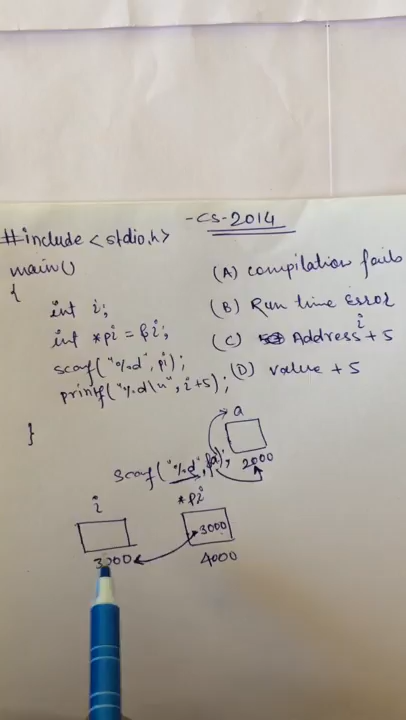 -CS-2014
#include <stdio.h>
main()
{
int i;
int *pi = &i;
scanf("%d", pi);
printf("%d\n", i+5);
}
(A) compilation fails
(B) Run time Error
(C) Address i + 5
(D) value + 5
a
2000
scanf("%d", &a);
i
3000
*pi
3000
4000